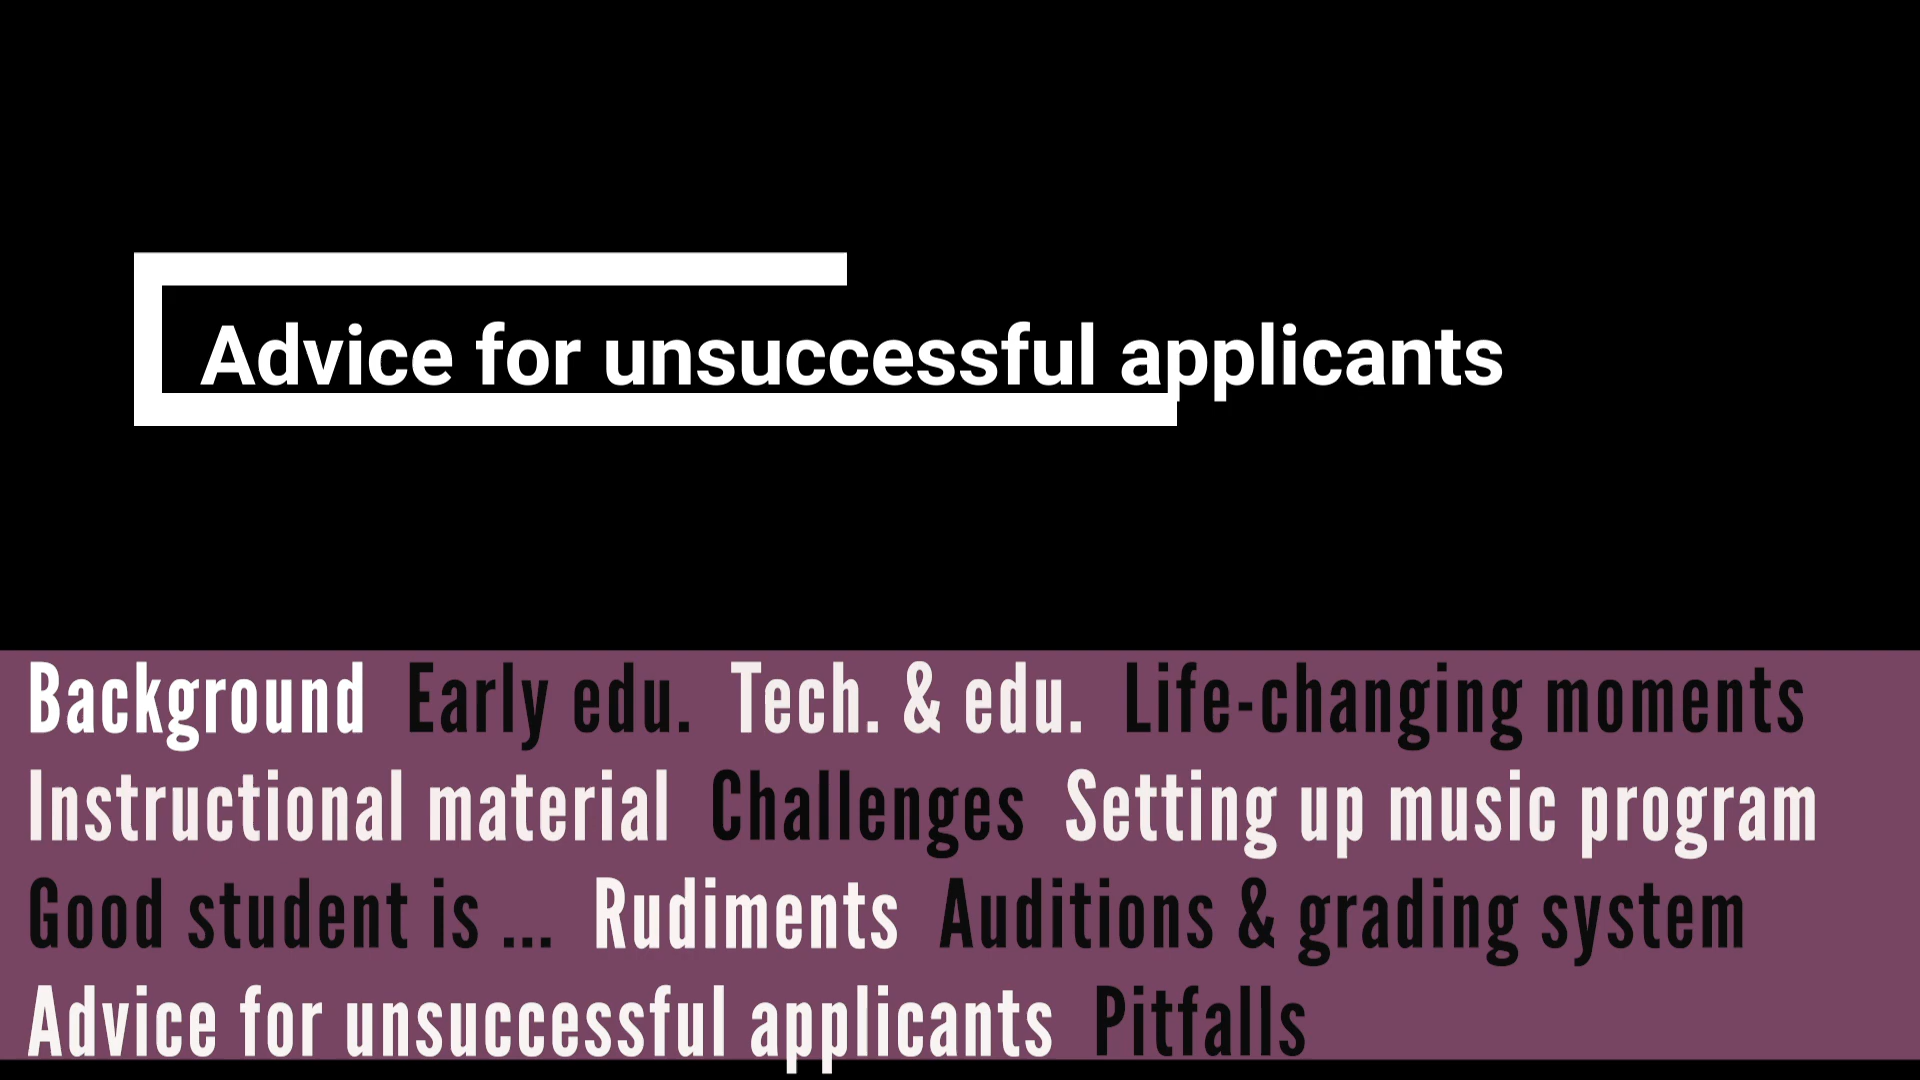 Advice for unsuccessful applicants
Background Early edu. Tech. & edu. Life-changing moments
Instructional material Challenges Setting up music program
Good student is ... Rudiments Auditions & grading system
Advice for unsuccessful applicants Pitfalls